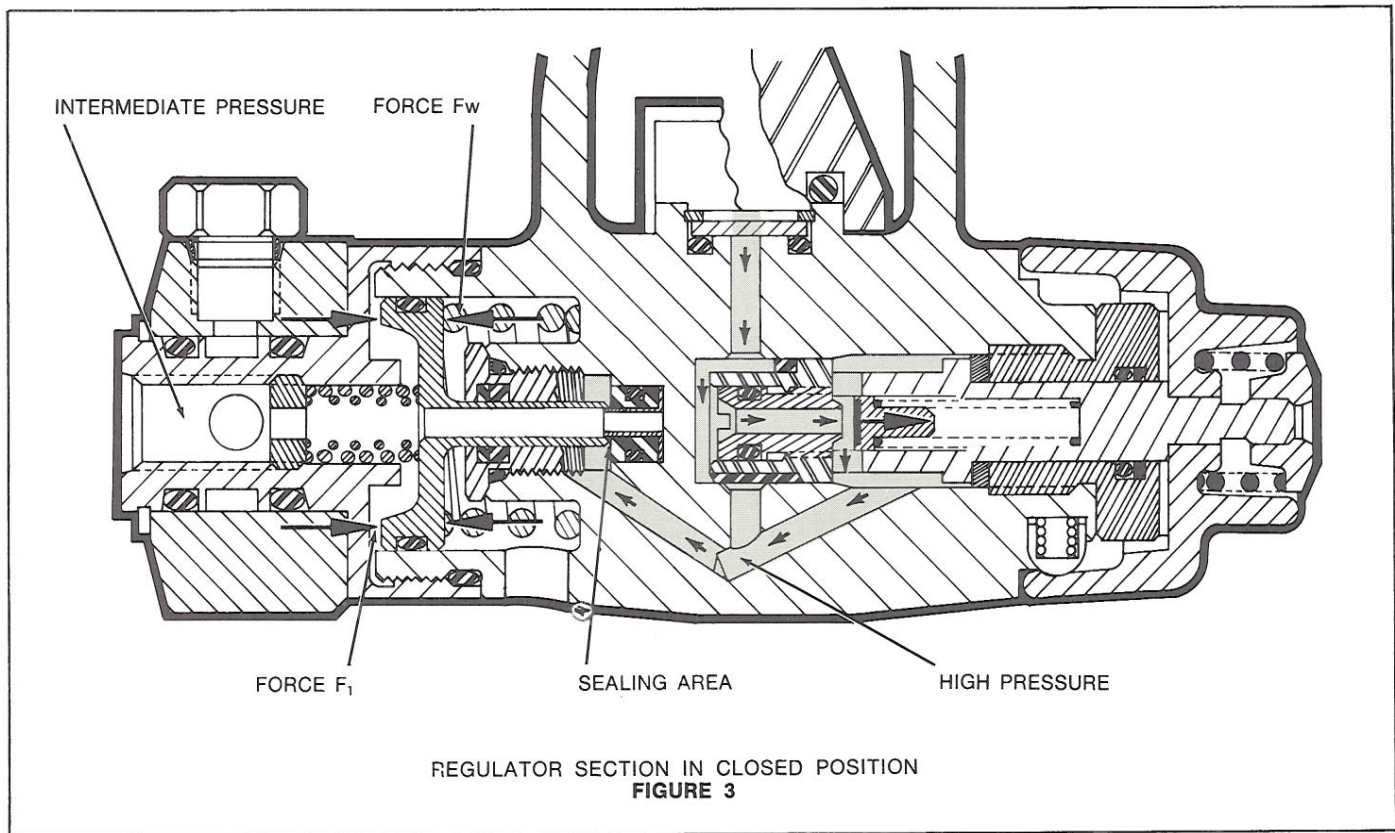 INTERMEDIATE PRESSURE
FORCE Fw
FORCE F₁
SEALING AREA
HIGH PRESSURE
REGULATOR SECTION IN CLOSED POSITION
FIGURE 3